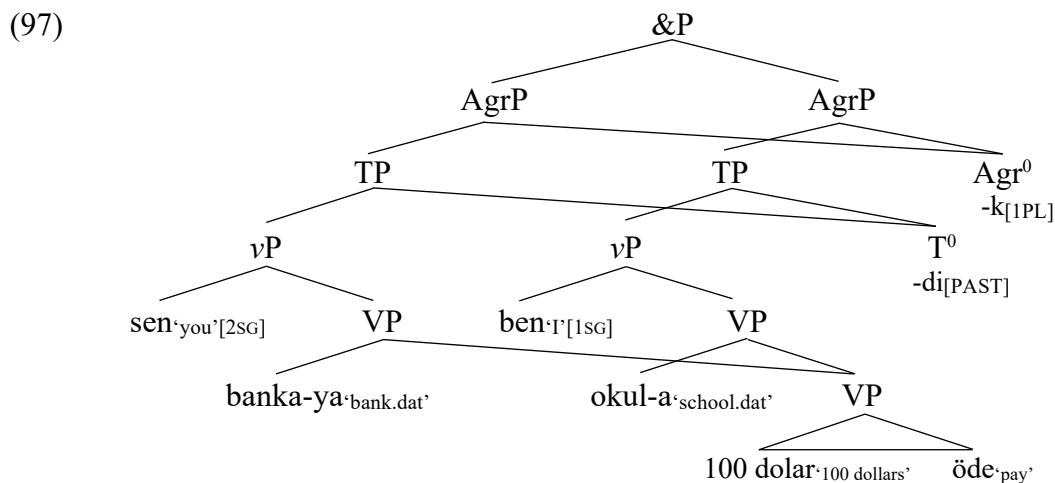 (97)
&P
AgrP AgrP
TP TP Agr⁰
-k[1PL]
vP vP T⁰
-di[PAST]
sen‘you’[2SG] VP ben‘I’[1SG] VP
banka-ya‘bank.dat’ okul-a‘school.dat’ VP
100 dolar‘100 dollars’ öde‘pay’